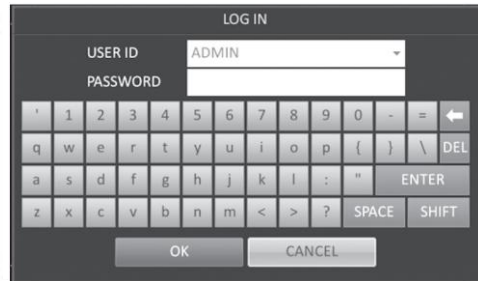 LOG IN
USER ID ADMIN
PASSWORD
' 1 2 3 4 5 6 7 8 9 0 - =
q w e r t y u i o p { } \ DEL
a s d f g h j k l : " ENTER
z x c v b n m < > ? SPACE SHIFT
OK CANCEL